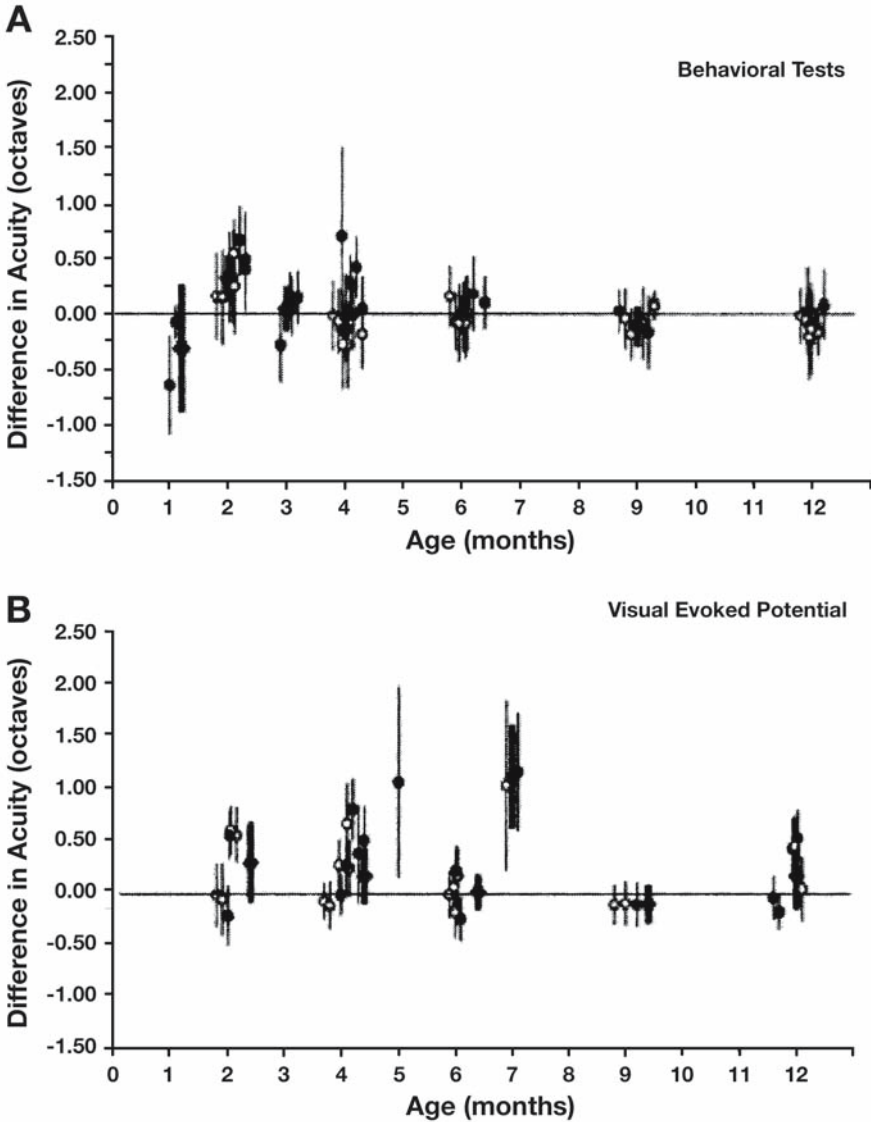 A
Behavioral Tests
Difference in Acuity (octaves)
2.50
2.00
1.50
1.00
0.50
0.00
-0.50
-1.00
-1.50
0 1 2 3 4 5 6 7 8 9 10 11 12
Age (months)
B
Visual Evoked Potential
Difference in Acuity (octaves)
2.50
2.00
1.50
1.00
0.50
0.00
-0.50
-1.00
-1.50
0 1 2 3 4 5 6 7 8 9 10 11 12
Age (months)